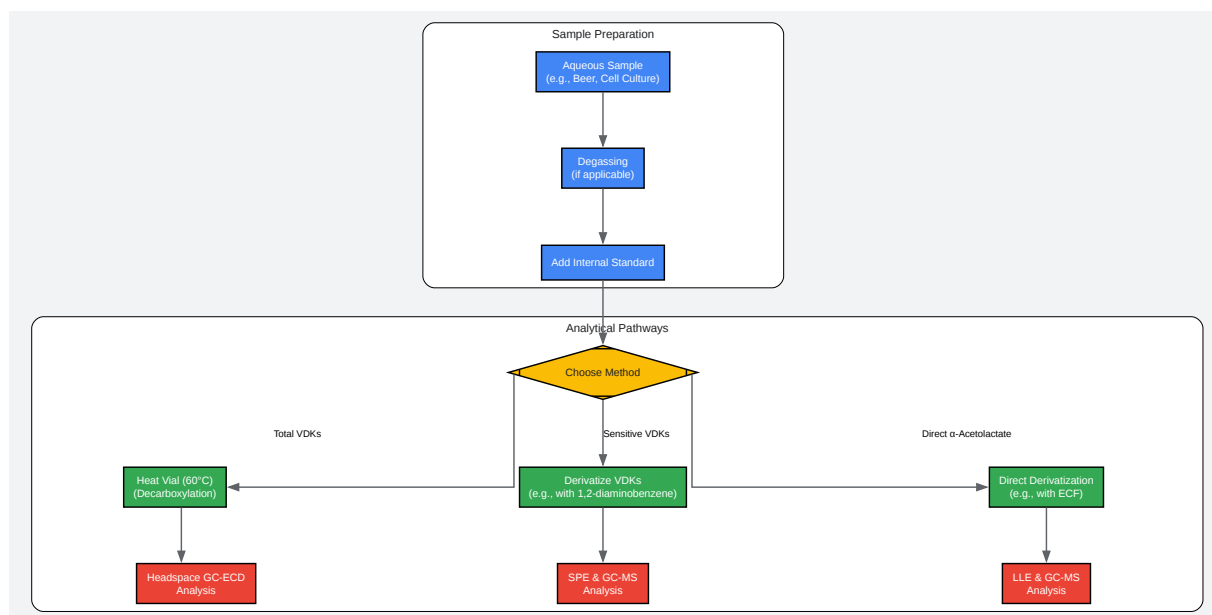 Sample Preparation
Aqueous Sample
(e.g., Beer, Cell Culture)
Degassing
(if applicable)
Add Internal Standard
Analytical Pathways
Choose Method
Total VDKs
Sensitive VDKs
Direct α-Acetolactate
Heat Vial (60°C)
(Decarboxylation)
Derivatize VDKs
(e.g., with 1,2-diaminobenzene)
Direct Derivatization
(e.g., with ECF)
Headspace GC-ECD
Analysis
SPE & GC-MS
Analysis
LLE & GC-MS
Analysis